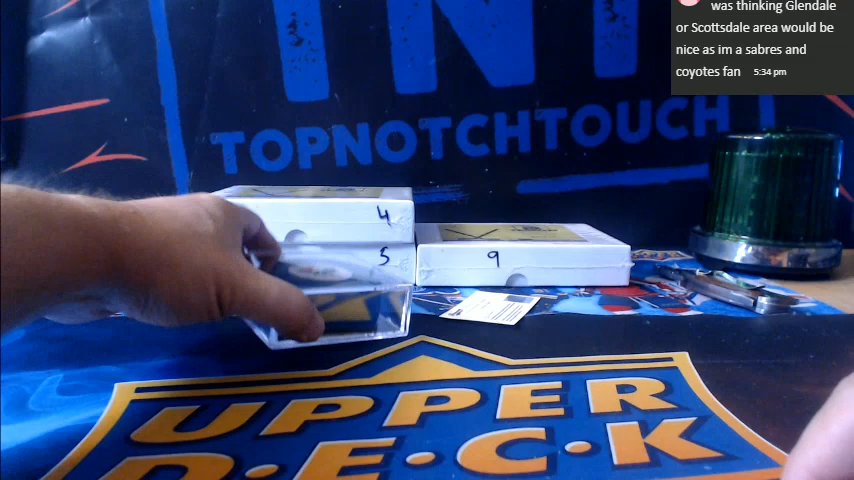 was thinking Glendale
or Scottsdale area would be
nice as im a sabres and
coyotes fan 5:34 pm
TNT
TOPNOTCHTOUCH
4
5
9
UPPER
D·E·C·K